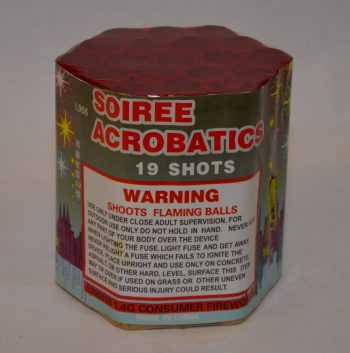 SOIREE
ACROBATICS
19 SHOTS
WARNING
SHOOTS FLAMING BALLS
USE ONLY UNDER CLOSE ADULT SUPERVISION. FOR
OUTDOOR USE ONLY DO NOT HOLD IN HAND. NEVER
ANY PART OF YOUR BODY OVER THE DEVICE
WHEN LIGHTING THE FUSE. LIGHT FUSE AND GET AWAY.
NEVER RELIGHT A FUSE WHICH FAILS TO IGNITE THE
PLACE UPRIGHT AND USE ONLY ON CONCRETE
OR OTHER HARD, LEVEL, SURFACE THIS ITEM
MAY TIP OVER IF USED ON GRASS OR OTHER UNEVEN
SURFACE AND SERIOUS INJURY COULD RESULT.
1.4G CONSUMER
MADE IN CHINA